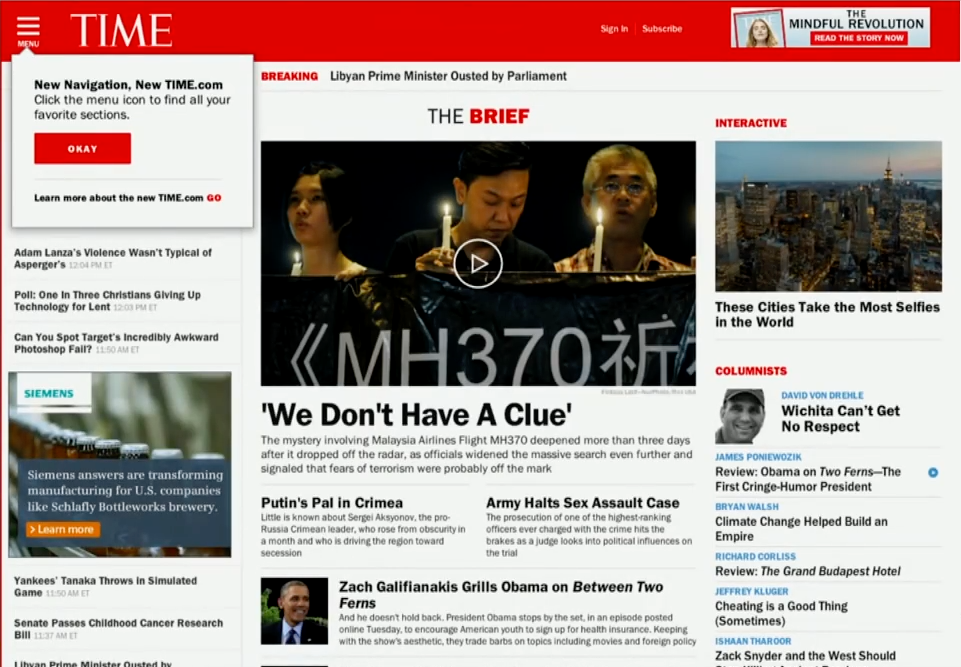 MENU
TIME
Sign In
Subscribe
THE
MINDFUL REVOLUTION
READ THE STORY NOW
New Navigation, New TIME.com
Click the menu icon to find all your
favorite sections.
OKAY
Learn more about the new TIME.com GO
Adam Lanza's Violence Wasn't Typical of
Asperger's 12:04 PM ET
Poll: One In Three Christians Giving Up
Technology for Lent 12:03 PM ET
Can You Spot Target's Incredibly Awkward
Photoshop Fail? 11:50 AM ET
SIEMENS
Siemens answers are transforming
manufacturing for U.S. companies
like Schlafly Bottleworks brewery.
> Learn more
Yankees' Tanaka Throws in Simulated
Game 11:50 AM ET
Senate Passes Childhood Cancer Research
Bill 11:37 AM ET
Libyan Prime Minister Ousted by
BREAKING Libyan Prime Minister Ousted by Parliament
THE BRIEF
《MH370祈
'We Don't Have A Clue'
The mystery involving Malaysia Airlines Flight MH370 deepened more than three days
after it dropped off the radar, as officials widened the massive search even further and
signaled that fears of terrorism were probably off the mark
Putin's Pal in Crimea
Little is known about Sergei Aksyonov, the pro-
Russia Crimean leader, who rose from obscurity in
a month and who is driving the region toward
secession
Army Halts Sex Assault Case
The prosecution of one of the highest-ranking
officers ever charged with the crime hits the
brakes as a judge looks into political influences on
the trial
Zach Galifianakis Grills Obama on Between Two
Ferns
And he doesn't hold back. President Obama stops by the set, in an episode posted
online Tuesday, to encourage American youth to sign up for health insurance. Keeping
with the show's aesthetic, they trade barbs on topics including movies and foreign policy
INTERACTIVE
These Cities Take the Most Selfies
in the World
COLUMNISTS
DAVID VON DREHLE
Wichita Can't Get
No Respect
JAMES PONIEWOZIK
Review: Obama on Two Ferns—The
First Cringe-Humor President
BRYAN WALSH
Climate Change Helped Build an
Empire
RICHARD CORLISS
Review: The Grand Budapest Hotel
JEFFREY KLUGER
Cheating is a Good Thing
(Sometimes)
ISHAAN THAROOR
Zack Snyder and the West Should